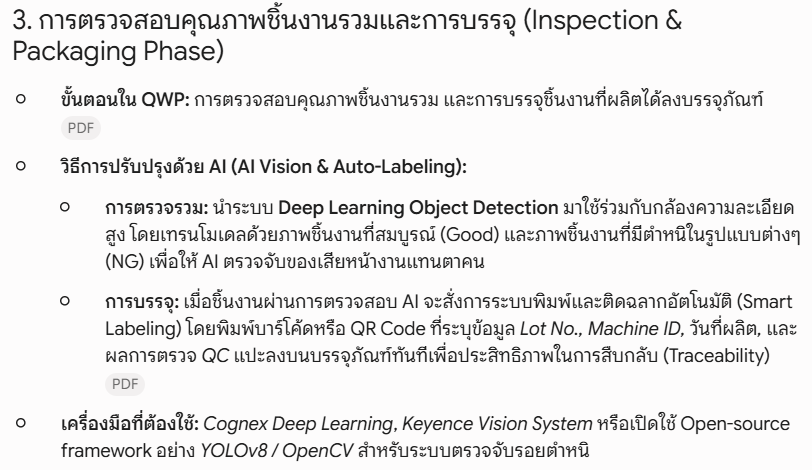 3. การตรวจสอบคุณภาพชิ้นงานรวมและการบรรจุ (Inspection &
Packaging Phase)
ขั้นตอนใน QWP: การตรวจสอบคุณภาพชิ้นงานรวม และการบรรจุชิ้นงานที่ผลิตได้ลงบรรจุภัณฑ์
PDF
วิธีการปรับปรุงด้วย AI (AI Vision & Auto-Labeling):
การตรวจรวม: นำระบบ Deep Learning Object Detection มาใช้ร่วมกับกล้องความละเอียด
สูง โดยเทรนโมเดลด้วยภาพชิ้นงานที่สมบูรณ์ (Good) และภาพชิ้นงานที่มีตำหนิในรูปแบบต่างๆ
(NG) เพื่อให้ AI ตรวจจับของเสียหน้างานแทนตาคน
การบรรจุ: เมื่อชิ้นงานผ่านการตรวจสอบ AI จะสั่งการระบบพิมพ์และติดฉลากอัตโนมัติ (Smart
Labeling) โดยพิมพ์บาร์โค้ดหรือ QR Code ที่ระบุข้อมูล Lot No., Machine ID, วันที่ผลิต, และ
ผลการตรวจ QC แปะลงบนบรรจุภัณฑ์ทันทีเพื่อประสิทธิภาพในการสืบกลับ (Traceability)
PDF
เครื่องมือที่ต้องใช้: Cognex Deep Learning, Keyence Vision System หรือเปิดใช้ Open-source
framework อย่าง YOLOv8 / OpenCV สำหรับระบบตรวจจับรอยตำหนิ